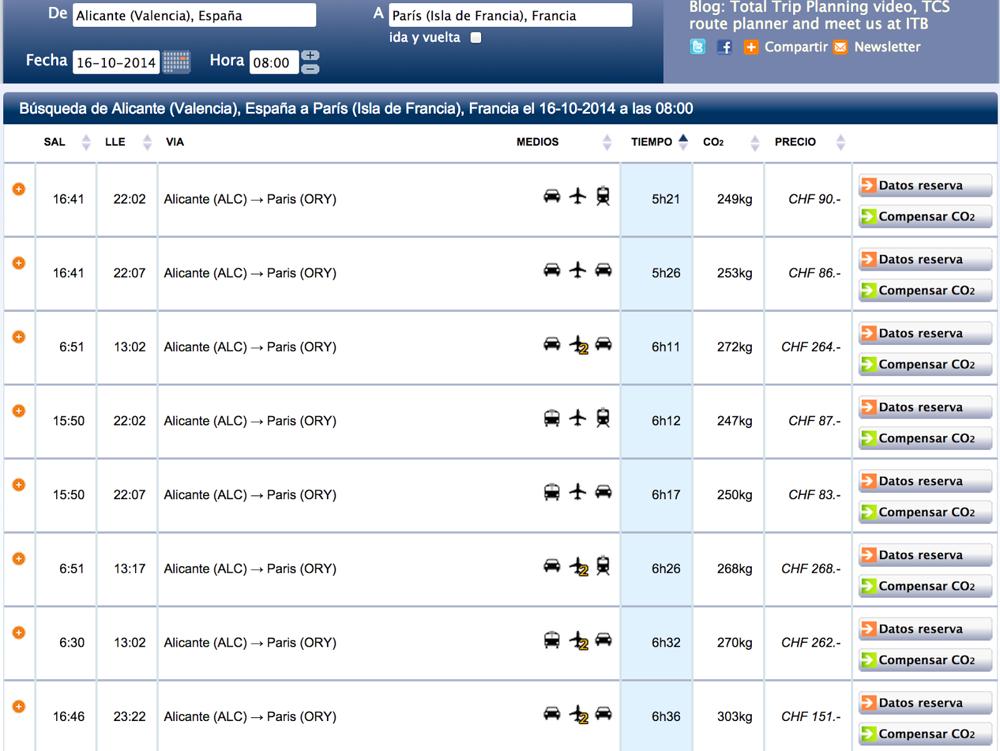 De Alicante (Valencia), España A París (Isla de Francia), Francia
ida y vuelta
Fecha 16-10-2014 Hora 08:00
Blog: Total Trip Planning video, TCS
route planner and meet us at ITB
Compartir Newsletter
Búsqueda de Alicante (Valencia), España a París (Isla de Francia), Francia el 16-10-2014 a las 08:00
SAL LLE VIA MEDIOS TIEMPO CO2 PRECIO
16:41 22:02 Alicante (ALC) → Paris (ORY) 5h21 249kg CHF 90.- Datos reserva
Compensar CO2
16:41 22:07 Alicante (ALC) → Paris (ORY) 5h26 253kg CHF 86.- Datos reserva
Compensar CO2
6:51 13:02 Alicante (ALC) → Paris (ORY) 2 6h11 272kg CHF 264.- Datos reserva
Compensar CO2
15:50 22:02 Alicante (ALC) → Paris (ORY) 6h12 247kg CHF 87.- Datos reserva
Compensar CO2
15:50 22:07 Alicante (ALC) → Paris (ORY) 6h17 250kg CHF 83.- Datos reserva
Compensar CO2
6:51 13:17 Alicante (ALC) → Paris (ORY) 2 6h26 268kg CHF 268.- Datos reserva
Compensar CO2
6:30 13:02 Alicante (ALC) → Paris (ORY) 2 6h32 270kg CHF 262.- Datos reserva
Compensar CO2
16:46 23:22 Alicante (ALC) → Paris (ORY) 2 6h36 303kg CHF 151.- Datos reserva
Compensar CO2